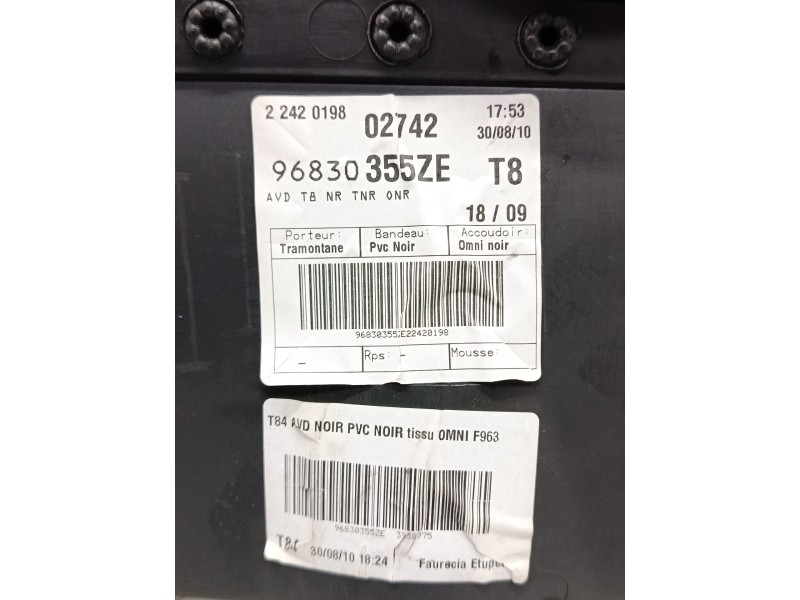 2 242 0198 02742 17:53
30/08/10
96830 355ZE T8
AVD T8 NR TNR ONR
18 / 09
Porteur: Bandeau: Accoudoir:
Tramontane Pvc Noir Omni noir
96830355ZE22420198
- Rps: - Mousse:
T84 AVD NOIR PVC NOIR tissu OMNI F963
96830355ZE
T84 30/08/10 18:24 Faurecia